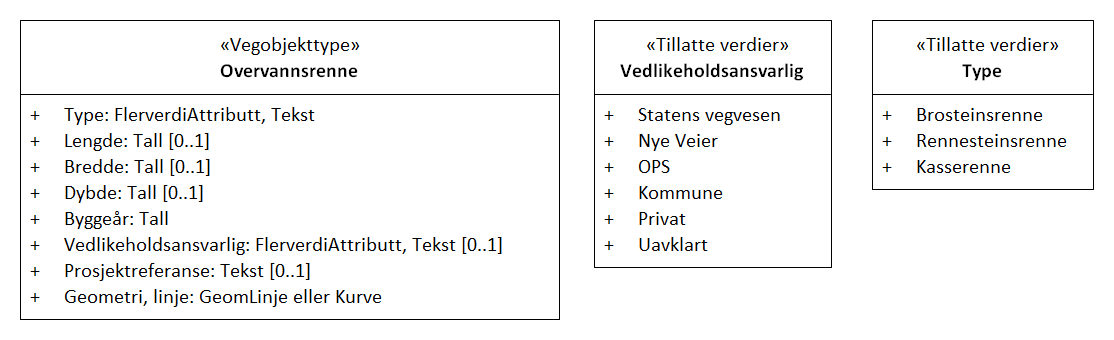 «Vegobjekttype»
Overvannsrenne
+ Type: FlerverdiAttributt, Tekst
+ Lengde: Tall [0..1]
+ Bredde: Tall [0..1]
+ Dybde: Tall [0..1]
+ Byggeår: Tall
+ Vedlikeholdsansvarlig: FlerverdiAttributt, Tekst [0..1]
+ Prosjektreferanse: Tekst [0..1]
+ Geometri, linje: GeomLinje eller Kurve
«Tillatte verdier»
Vedlikeholdsansvarlig
+ Statens vegvesen
+ Nye Veier
+ OPS
+ Kommune
+ Privat
+ Uavklart
«Tillatte verdier»
Type
+ Brosteinsrenne
+ Rennesteinsrenne
+ Kasserenne